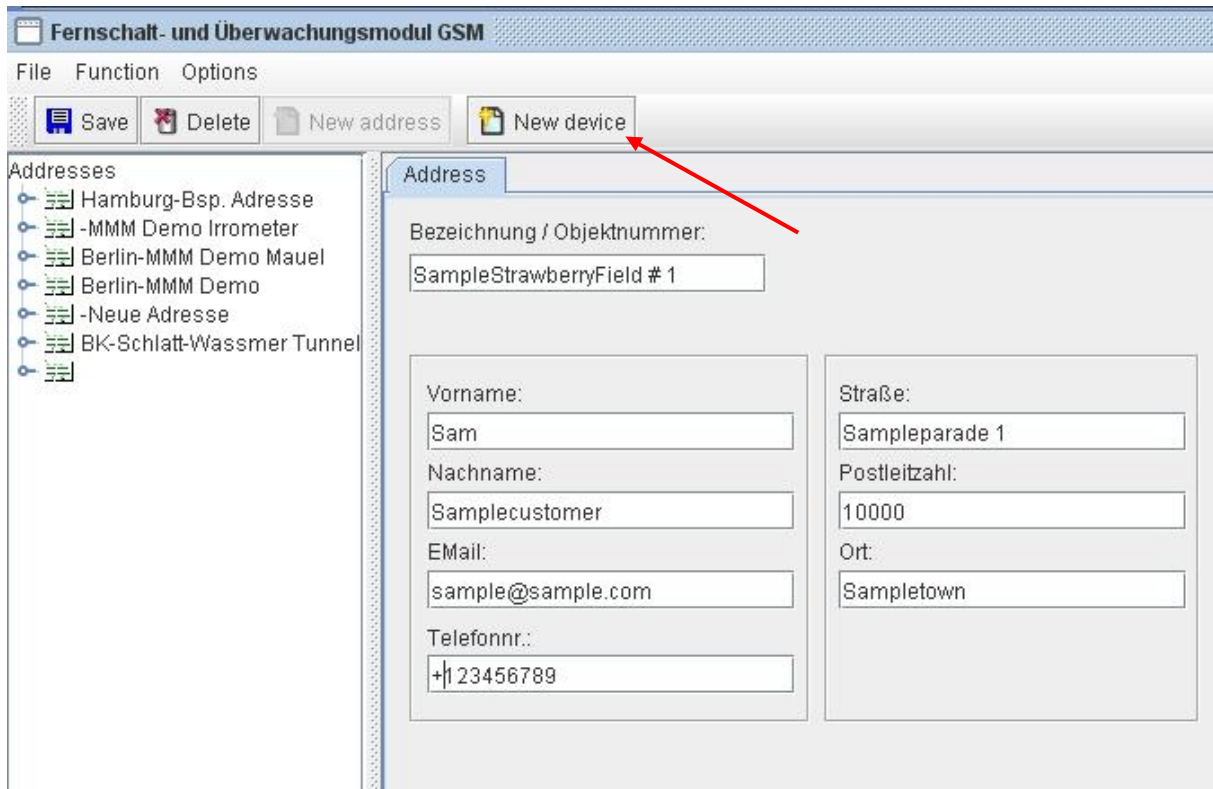 Fernschalt- und Überwachungsmodul GSM
File Function Options
Save Delete New address New device
Addresses
Hamburg-Bsp. Adresse
-MMM Demo Irrometer
Berlin-MMM Demo Mauel
Berlin-MMM Demo
-Neue Adresse
BK-Schlatt-Wassmer Tunnel
Address
Bezeichnung / Objektnummer:
SampleStrawberryField # 1
Vorname:
Sam
Nachname:
Samplecustomer
EMail:
sample@sample.com
Telefonnr.:
+123456789
Straße:
Sampleparade 1
Postleitzahl:
10000
Ort:
Sampletown